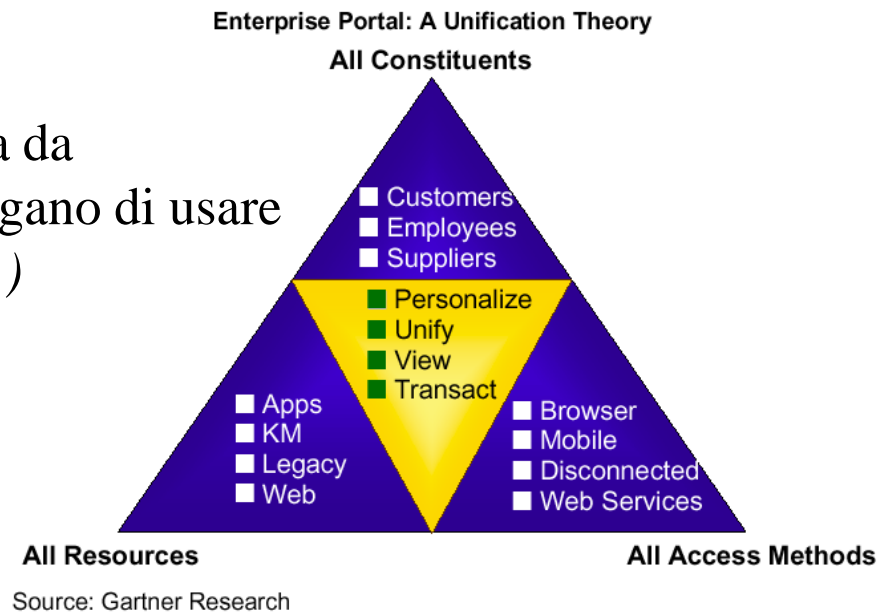 Enterprise Portal: A Unification Theory
All Constituents
a da
gano di usare
)
Customers
Employees
Suppliers
Personalize
Unify
View
Transact
Apps
KM
Legacy
Web
Browser
Mobile
Disconnected
Web Services
All Resources
All Access Methods
Source: Gartner Research